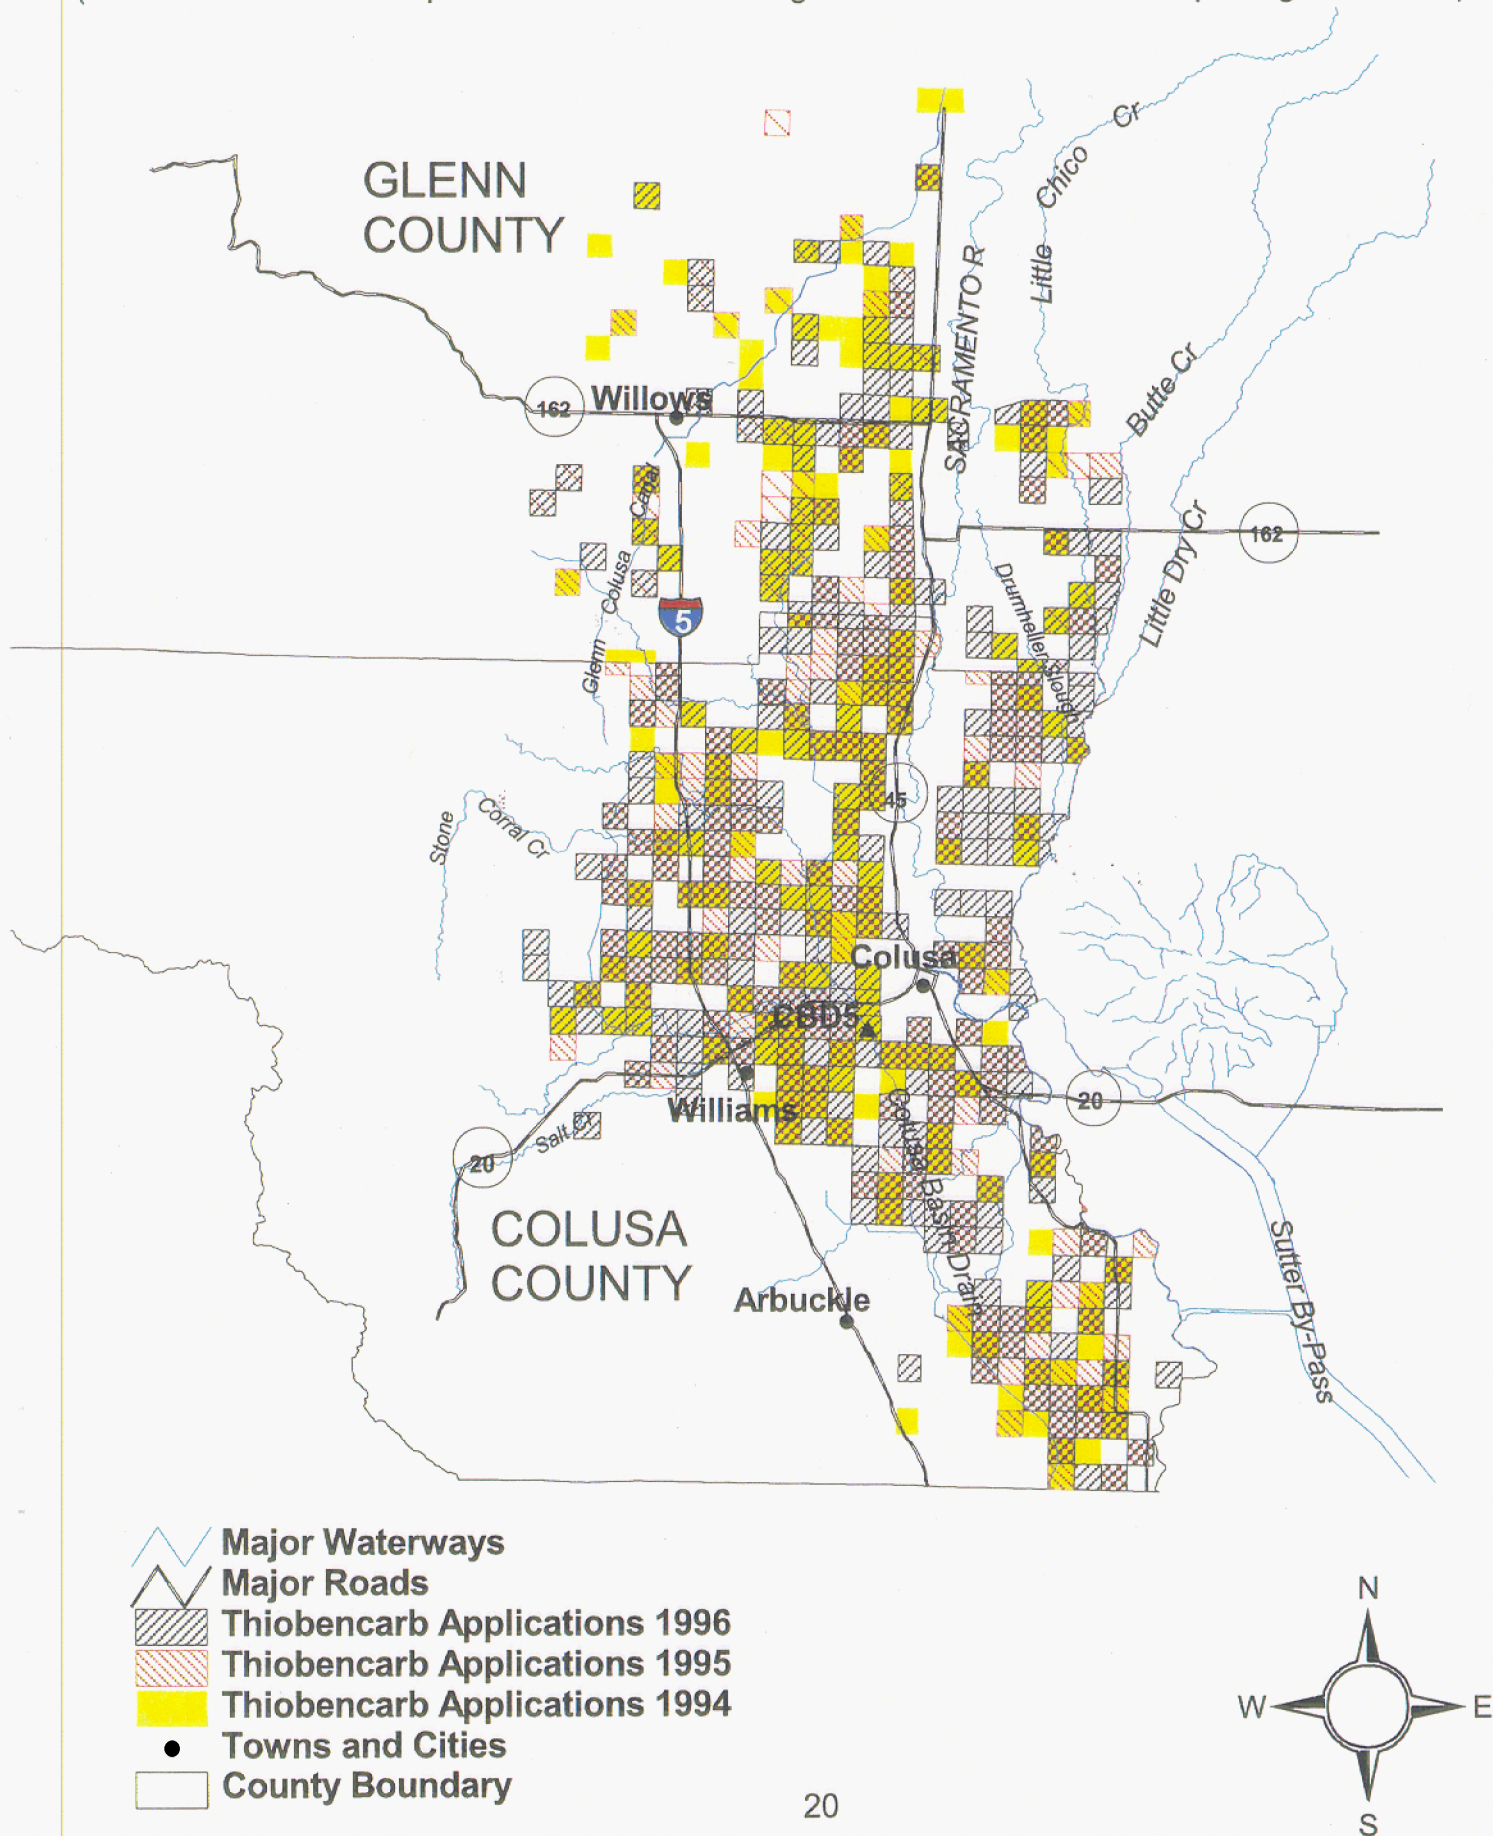 Cr
Chico
Little
GLENN
COUNTY
SACRAMENTO R
Butte Cr
162
Willows
Canal
Colusa
Glenn
162
Little Dry Cr
Drumheller Slough
5
45
Stone
Corral Cr
Colusa
CBD5
Williams
20
Salt Cr
20
Colusa Basin Drain
COLUSA
COUNTY
Arbuckle
Sutter By-Pass
Major Waterways
Major Roads
Thiobencarb Applications 1996
Thiobencarb Applications 1995
Thiobencarb Applications 1994
Towns and Cities
County Boundary
N
W
E
S
20